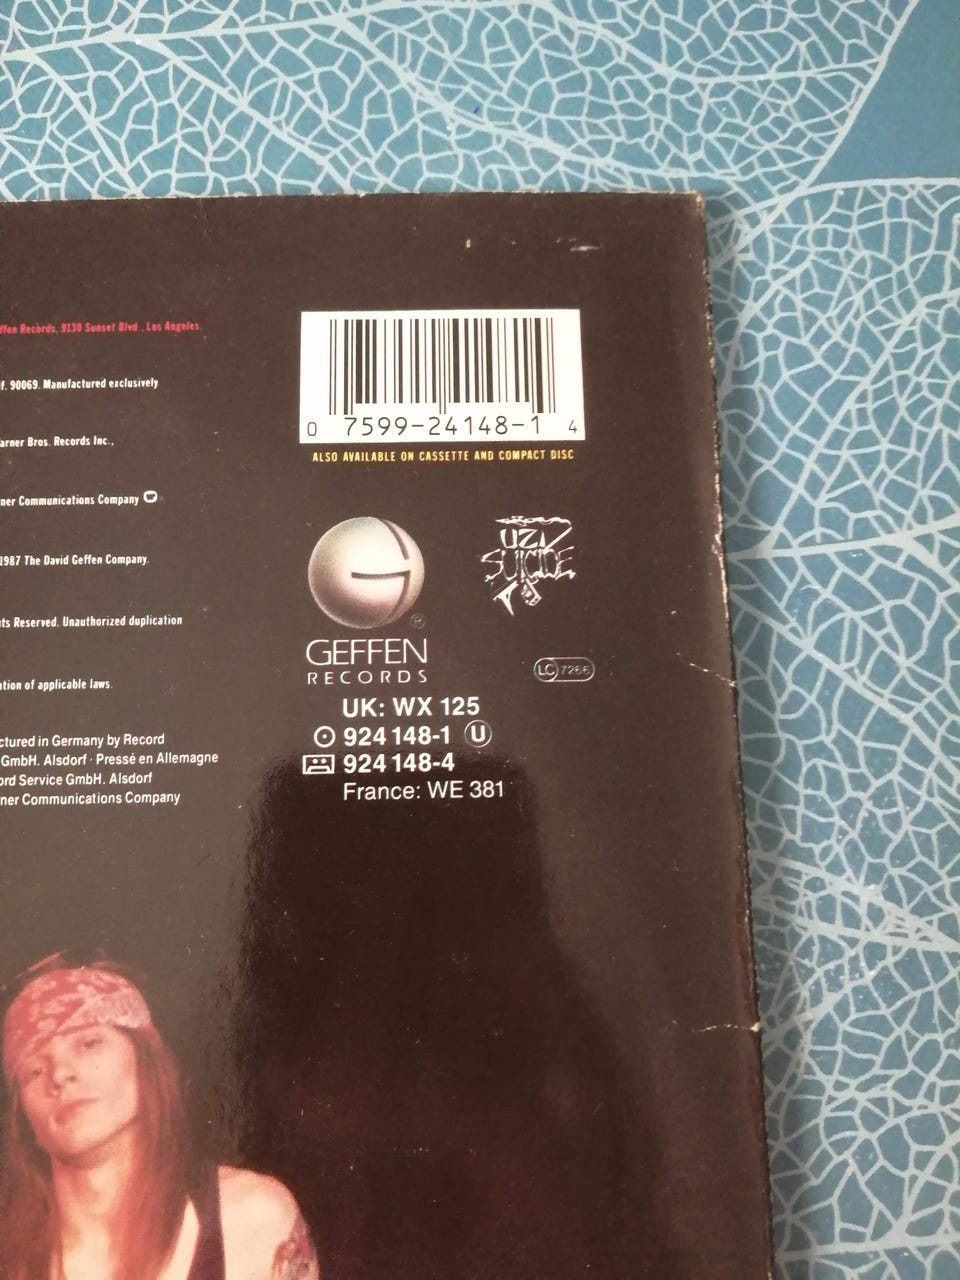 ffen Records, 9130 Sunset Blvd., Los Angeles,
f. 90069. Manufactured exclusively
arner Bros. Records Inc.,
ner Communications Company
1987 The David Geffen Company.
ts Reserved. Unauthorized duplication
ation of applicable laws.
ctured in Germany by Record
GmbH. Alsdorf · Pressé en Allemagne
ord Service GmbH. Alsdorf
ner Communications Company
0 7599-24148-1 4
ALSO AVAILABLE ON CASSETTE AND COMPACT DISC
G
UZI
SUICIDE
®
GEFFEN
RECORDS
LC 7266
UK: WX 125
924 148-1 U
924 148-4
France: WE 381